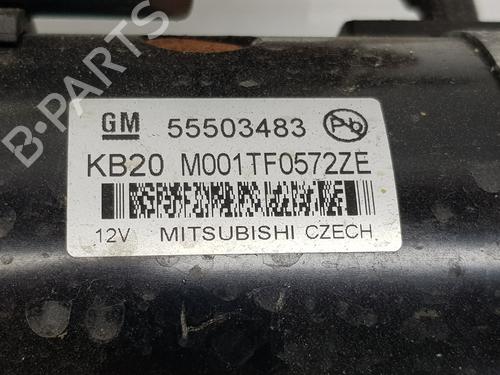 B-PARTS
GM 55503483 Pb
KB20 M001TF0572ZE
12V MITSUBISHI CZECH